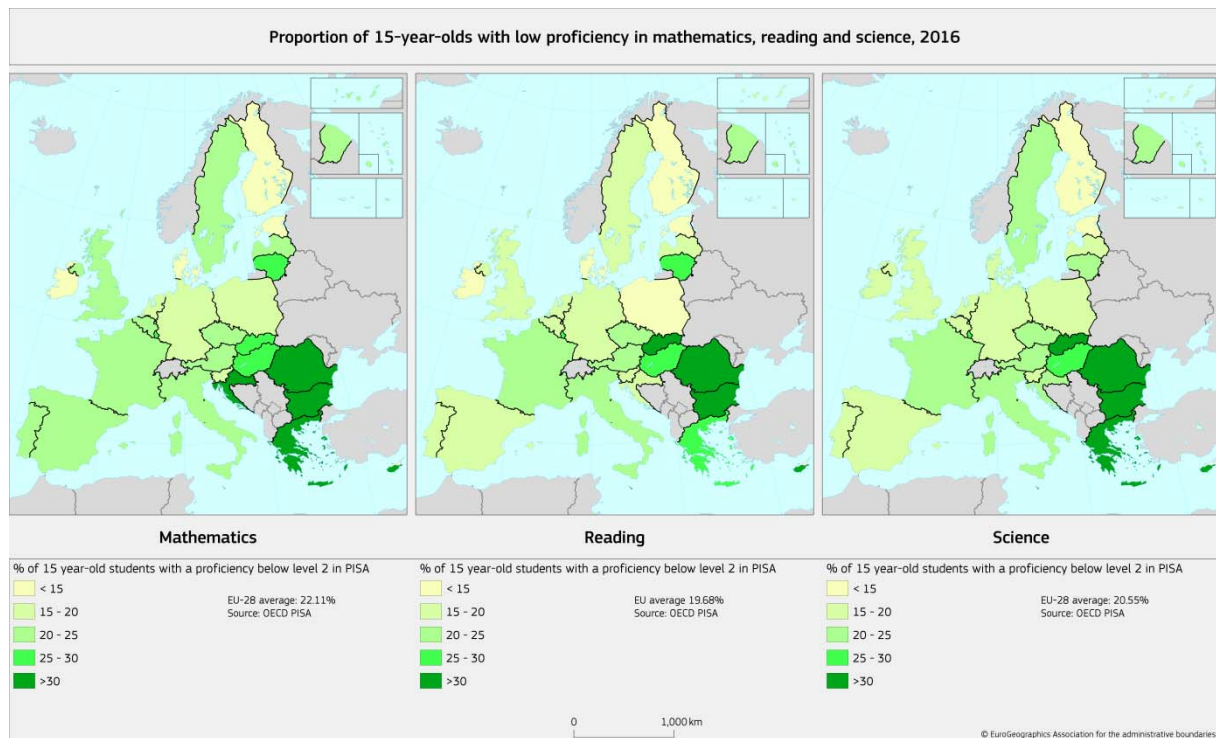 Proportion of 15-year-olds with low proficiency in mathematics, reading and science, 2016
Mathematics
% of 15 year-old students with a proficiency below level 2 in PISA
< 15
15 - 20
20 - 25
25 - 30
>30
EU-28 average: 22.11%
Source: OECD PISA
Reading
% of 15 year-old students with a proficiency below level 2 in PISA
< 15
15 - 20
20 - 25
25 - 30
>30
EU average 19.68%
Source: OECD PISA
Science
% of 15 year-old students with a proficiency below level 2 in PISA
< 15
15 - 20
20 - 25
25 - 30
>30
EU-28 average: 20.55%
Source: OECD PISA
0 1,000 km
© EuroGeographics Association for the administrative boundaries